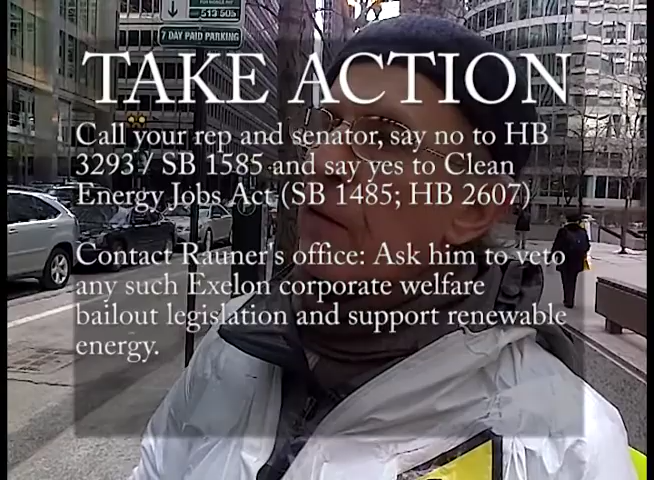 513 505
7 DAY PAID PARKING
TAKE ACTION
Call your rep and senator, say no to HB
3293 / SB 1585 and say yes to Clean
Energy Jobs Act (SB 1485; HB 2607)
Contact Rauner's office: Ask him to veto
any such Exelon corporate welfare
bailout legislation and support renewable
energy.